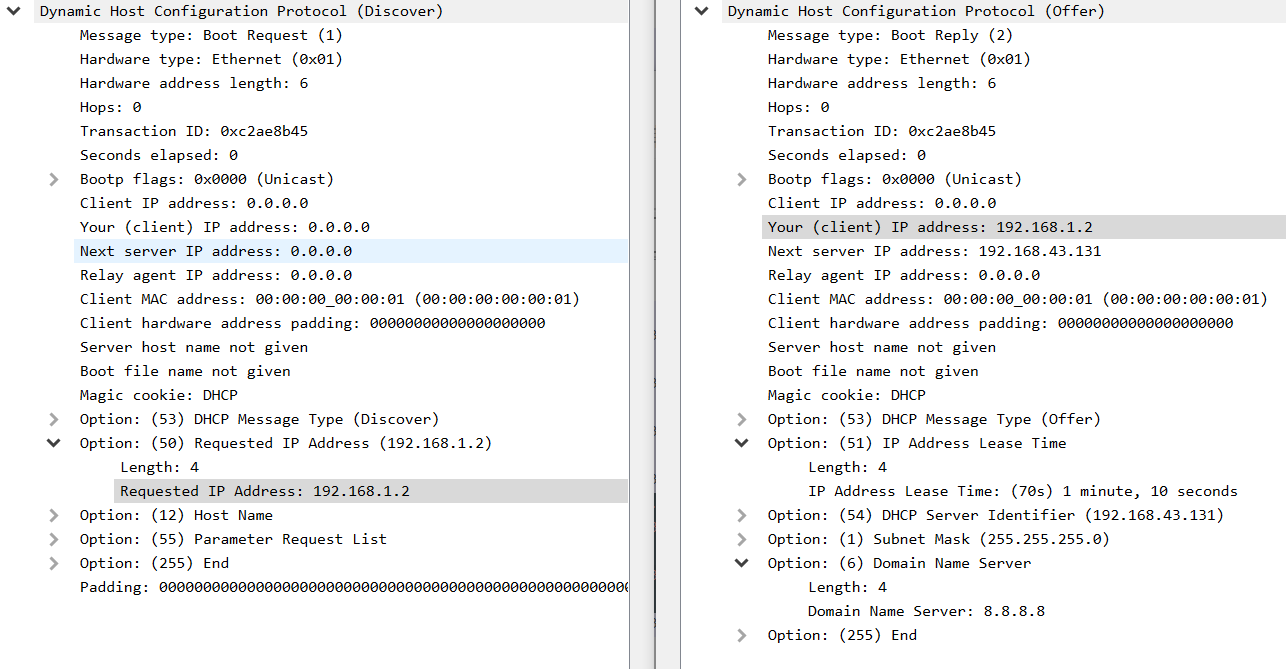 Dynamic Host Configuration Protocol (Discover)
Message type: Boot Request (1)
Hardware type: Ethernet (0x01)
Hardware address length: 6
Hops: 0
Transaction ID: 0xc2ae8b45
Seconds elapsed: 0
Bootp flags: 0x0000 (Unicast)
Client IP address: 0.0.0.0
Your (client) IP address: 0.0.0.0
Next server IP address: 0.0.0.0
Relay agent IP address: 0.0.0.0
Client MAC address: 00:00:00_00:00:01 (00:00:00:00:00:01)
Client hardware address padding: 00000000000000000000
Server host name not given
Boot file name not given
Magic cookie: DHCP
Option: (53) DHCP Message Type (Discover)
Option: (50) Requested IP Address (192.168.1.2)
Length: 4
Requested IP Address: 192.168.1.2
Option: (12) Host Name
Option: (55) Parameter Request List
Option: (255) End
Padding: 000000000000000000000000000000000000000000000000000000
Dynamic Host Configuration Protocol (Offer)
Message type: Boot Reply (2)
Hardware type: Ethernet (0x01)
Hardware address length: 6
Hops: 0
Transaction ID: 0xc2ae8b45
Seconds elapsed: 0
Bootp flags: 0x0000 (Unicast)
Client IP address: 0.0.0.0
Your (client) IP address: 192.168.1.2
Next server IP address: 192.168.43.131
Relay agent IP address: 0.0.0.0
Client MAC address: 00:00:00_00:00:01 (00:00:00:00:00:01)
Client hardware address padding: 00000000000000000000
Server host name not given
Boot file name not given
Magic cookie: DHCP
Option: (53) DHCP Message Type (Offer)
Option: (51) IP Address Lease Time
Length: 4
IP Address Lease Time: (70s) 1 minute, 10 seconds
Option: (54) DHCP Server Identifier (192.168.43.131)
Option: (1) Subnet Mask (255.255.255.0)
Option: (6) Domain Name Server
Length: 4
Domain Name Server: 8.8.8.8
Option: (255) End